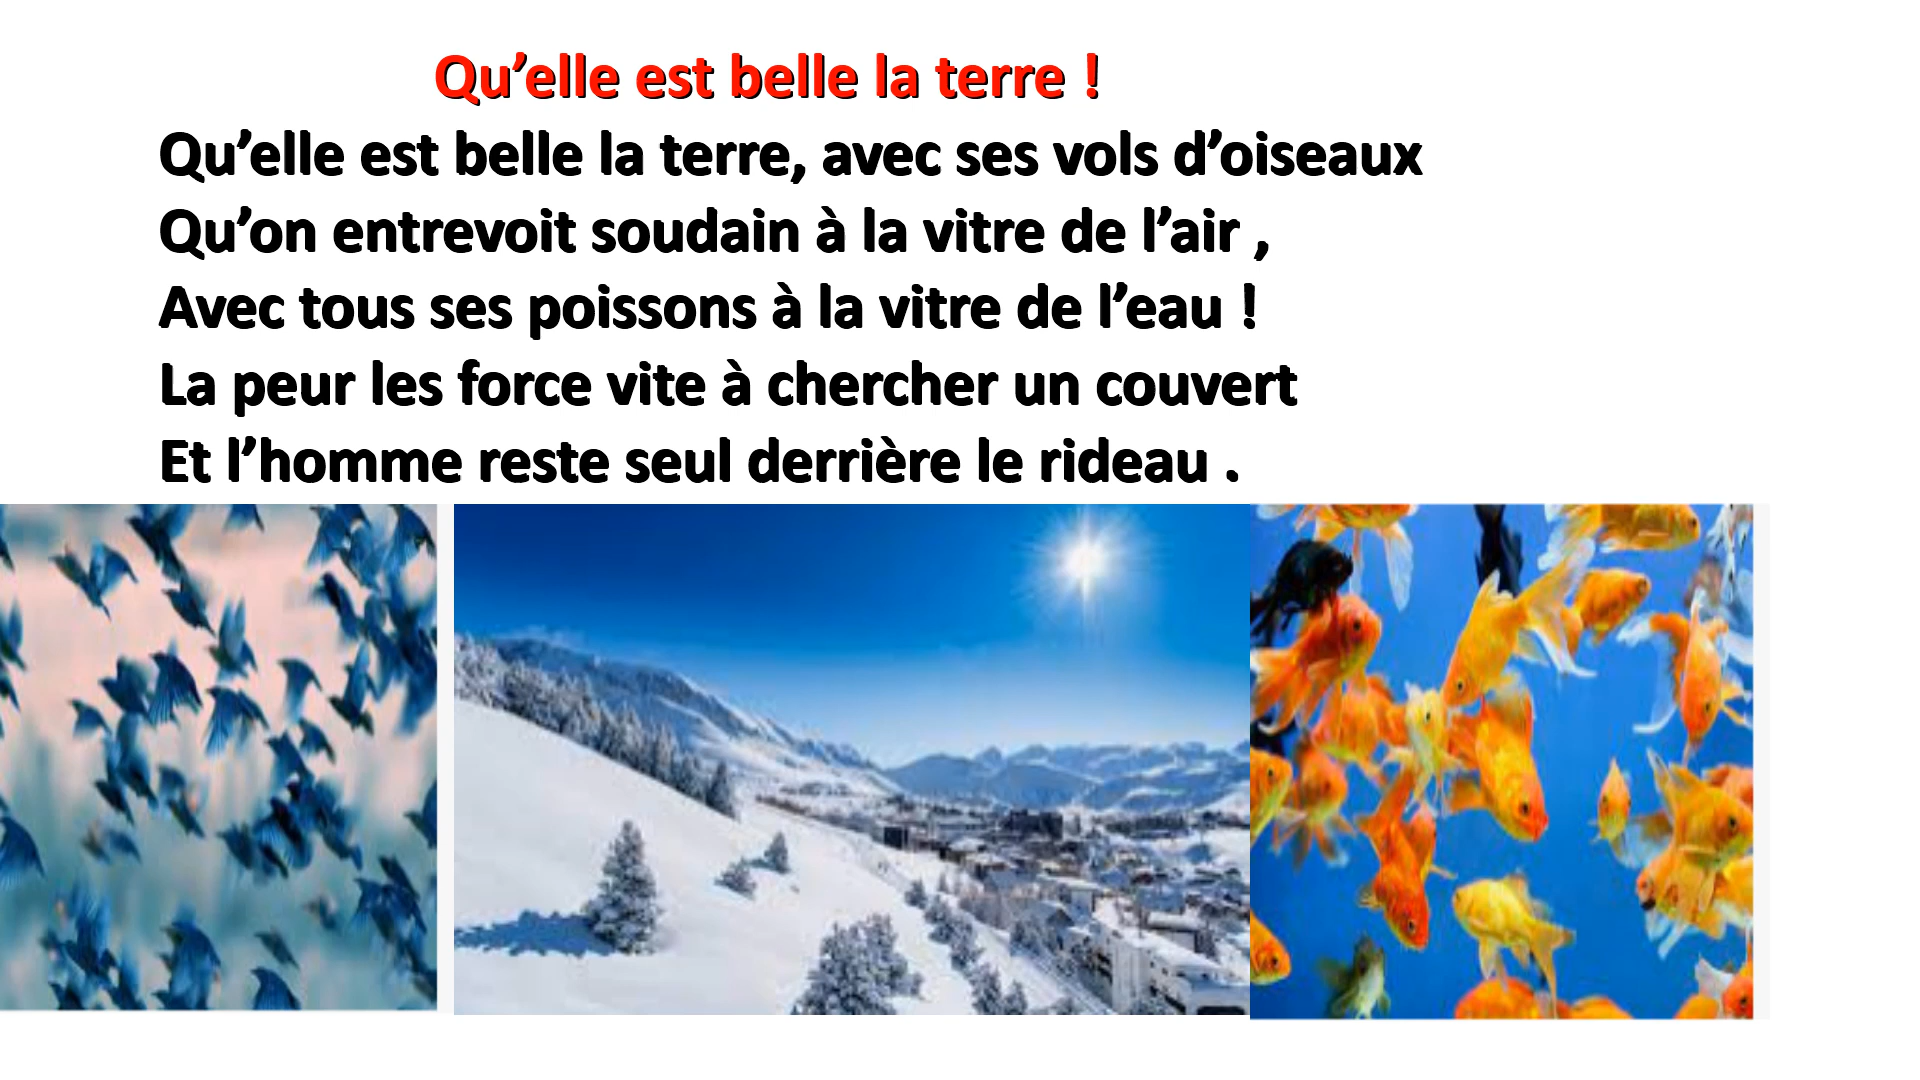 Qu’elle est belle la terre !
Qu’elle est belle la terre, avec ses vols d’oiseaux
Qu’on entrevoit soudain à la vitre de l’air ,
Avec tous ses poissons à la vitre de l’eau !
La peur les force vite à chercher un couvert
Et l’homme reste seul derrière le rideau .